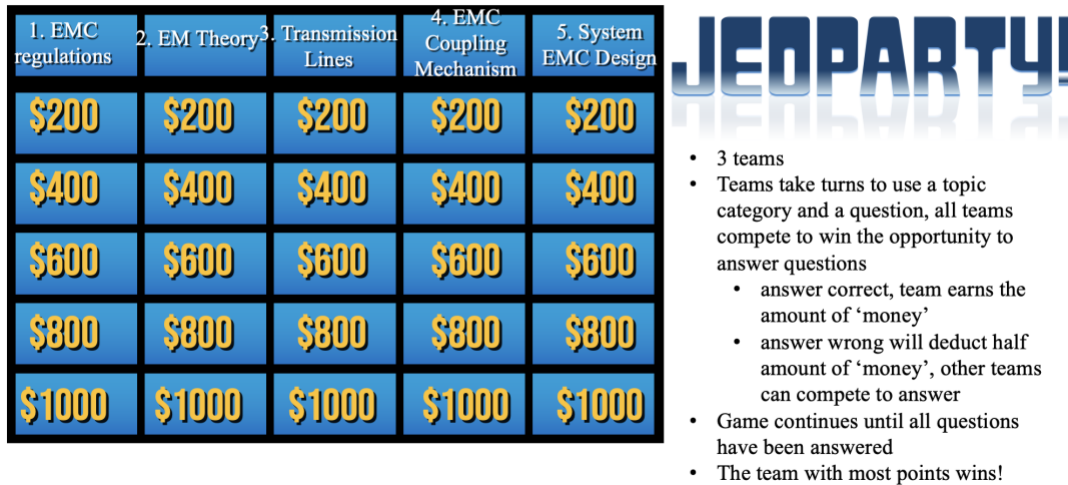 1. EMC
regulations
2. EM Theory
3. Transmission
Lines
4. EMC
Coupling
Mechanism
5. System
EMC Design
$200 $200 $200 $200 $200
$400 $400 $400 $400 $400
$600 $600 $600 $600 $600
$800 $800 $800 $800 $800
$1000 $1000 $1000 $1000 $1000
JEOPARTY!
• 3 teams
• Teams take turns to use a topic
category and a question, all teams
compete to win the opportunity to
answer questions
• answer correct, team earns the
amount of ‘money’
• answer wrong will deduct half
amount of ‘money’, other teams
can compete to answer
• Game continues until all questions
have been answered
• The team with most points wins!